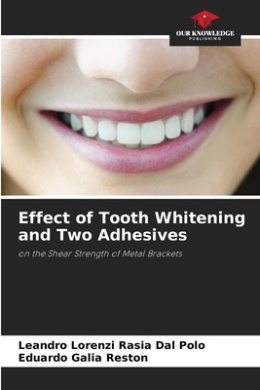 OUR KNOWLEDGE
PUBLISHING
Effect of Tooth Whitening
and Two Adhesives
on the Shear Strength of Metal Brackets
Leandro Lorenzi Rasia Dal Polo
Eduardo Galia Reston